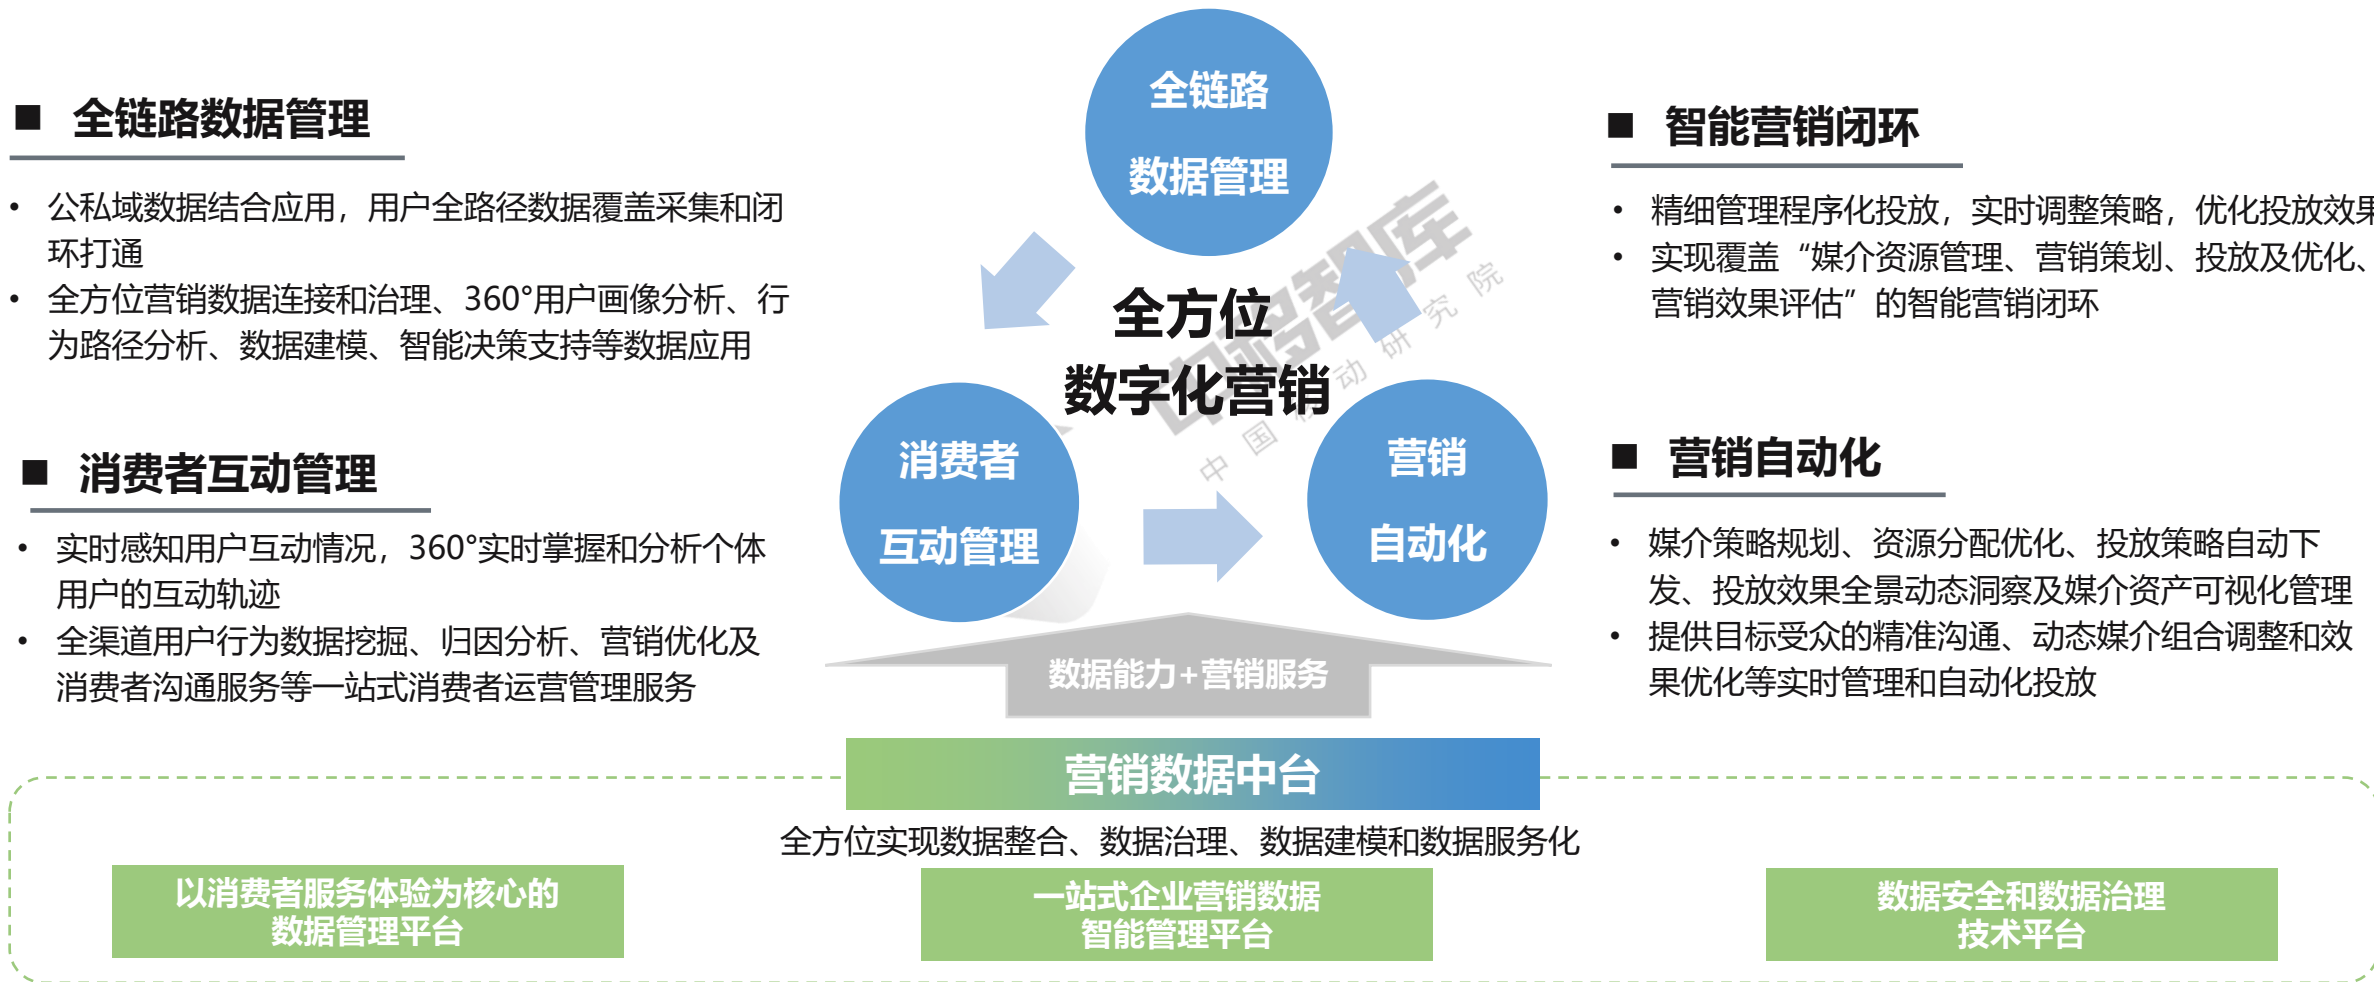 全链路数据管理
• 公私域数据结合应用，用户全路径数据覆盖采集和闭
环打通
• 全方位营销数据连接和治理、360°用户画像分析、行
为路径分析、数据建模、智能决策支持等数据应用
消费者互动管理
• 实时感知用户互动情况，360°实时掌握和分析个体
用户的互动轨迹
• 全渠道用户行为数据挖掘、归因分析、营销优化及
消费者沟通服务等一站式消费者运营管理服务
全链路
数据管理
全方位
数字化营销
消费者
互动管理
营销
自动化
中移智库
中国移动研究院
数据能力+营销服务
智能营销闭环
• 精细管理程序化投放，实时调整策略，优化投放效果
• 实现覆盖“媒介资源管理、营销策划、投放及优化、
营销效果评估”的智能营销闭环
营销自动化
• 媒介策略规划、资源分配优化、投放策略自动下
发、投放效果全景动态洞察及媒介资产可视化管理
• 提供目标受众的精准沟通、动态媒介组合调整和效
果优化等实时管理和自动化投放
营销数据中台
全方位实现数据整合、数据治理、数据建模和数据服务化
以消费者服务体验为核心的
数据管理平台
一站式企业营销数据
智能管理平台
数据安全和数据治理
技术平台